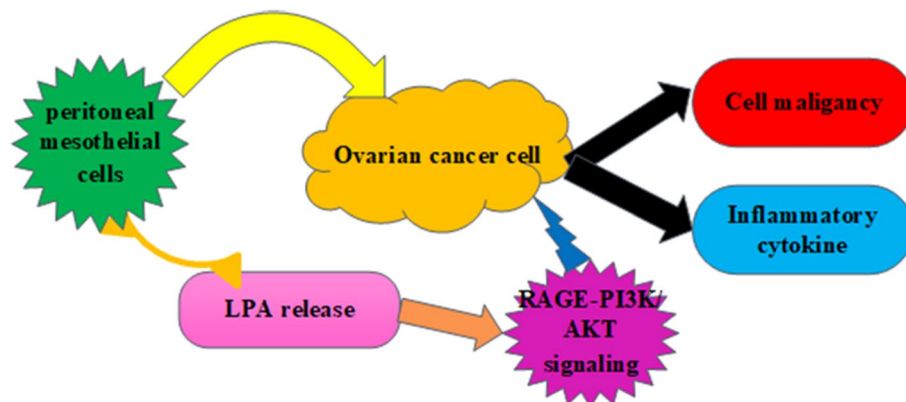 peritoneal
mesothelial
cells
Ovarian cancer cell
Cell maligancy
Inflammatory
cytokine
LPA release
RAGE-PI3K/
AKT
signaling